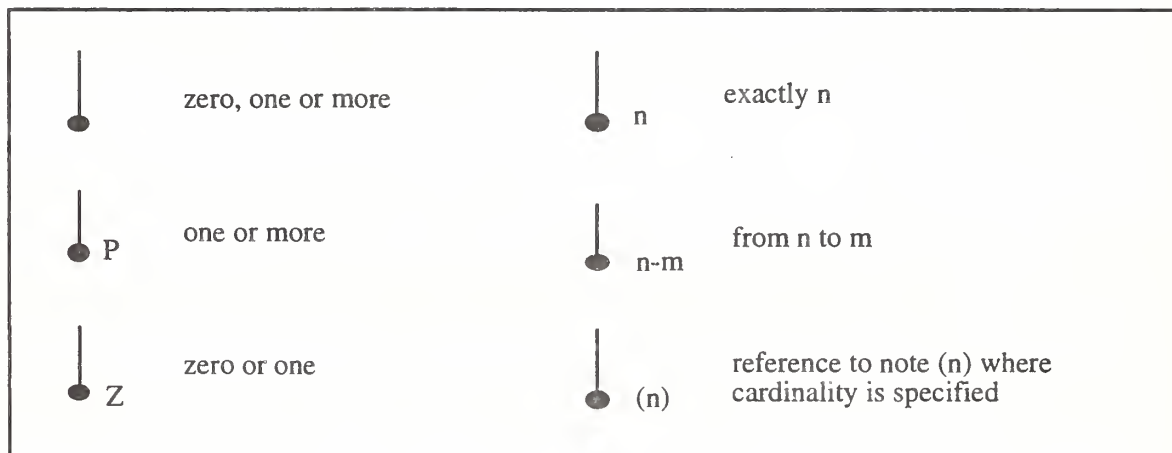 zero, one or more
n
exactly n
P
one or more
n-m
from n to m
Z
zero or one
(n)
reference to note (n) where
cardinality is specified